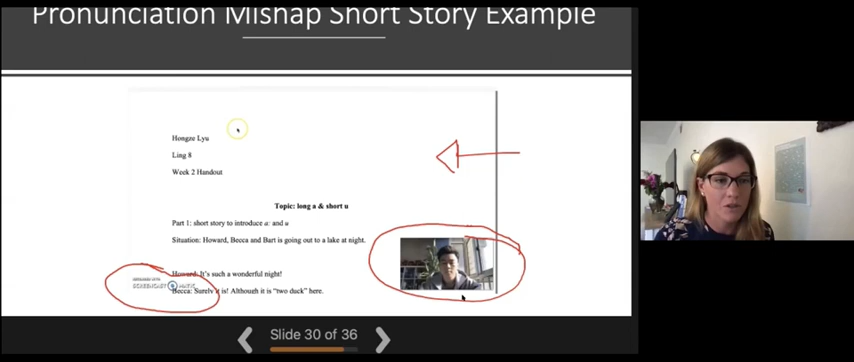 Pronunciation Mishap Short Story Example
Hongze Lyu
Ling 8
Week 2 Handout
Topic: long a & short u
Part 1: short story to introduce a: and u
Situation: Howard, Becca and Bart is going out to a lake at night.
Howard: It's such a wonderful night!
SCREENCAST MATIC
Becca: Surely it is! Although it is "two duck" here.
Slide 30 of 36